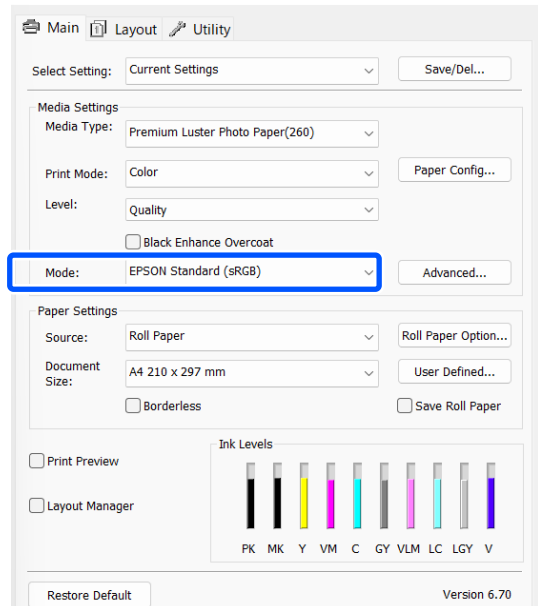 Main Layout Utility
Select Setting: Current Settings Save/Del...
Media Settings
Media Type: Premium Luster Photo Paper(260)
Print Mode: Color Paper Config...
Level: Quality
Black Enhance Overcoat
Mode: EPSON Standard (sRGB) Advanced...
Paper Settings
Source: Roll Paper Roll Paper Option...
Document
Size: A4 210 x 297 mm User Defined...
Borderless Save Roll Paper
Ink Levels
Print Preview
Layout Manager
PK MK Y VM C GY VLM LC LGY V
Restore Default Version 6.70